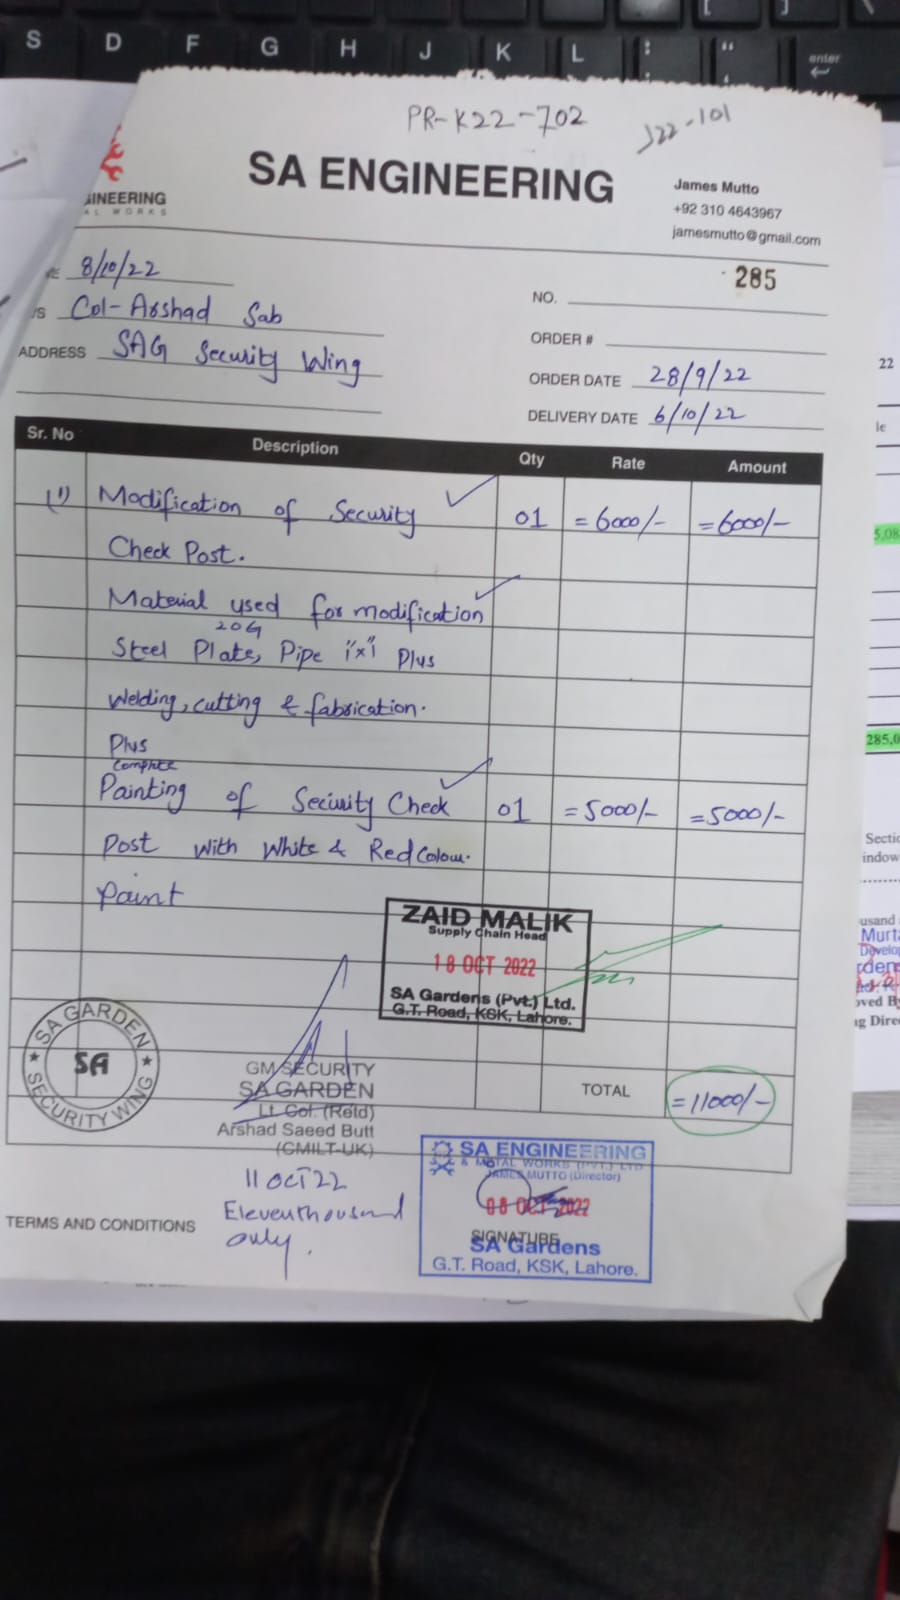 S D F G H J K L : ; " ' enter
PR-K22-702
J22-101
GINEERING
AL WORKS
SA ENGINEERING
James Mutto
+92 310 4643967
jamesmutto@gmail.com
8/10/22
NO. 285
/S Col-Arshad Sab
ORDER #
ADDRESS SAG Security Wing
ORDER DATE 28/9/22
DELIVERY DATE 6/10/22
Sr. No Description Qty Rate Amount
(1) Modification of Security 01 =6000/- =6000/-
Check Post.
Material used for modification
20G
Steel Plate, Pipe 1"x1" Plus
Welding, cutting & fabrication.
Plus
Complete
Painting of Security Check 01 =5000/- =5000/-
Post with White & Red Colour.
Paint
ZAID MALIK
Supply Chain Head
18 OCT 2022
SA Gardens (Pvt.) Ltd.
G.T. Road, KSK, Lahore.
SA GARDEN
SA
SECURITY WING
GM SECURITY
SA GARDEN
Lt. Col. (Retd)
Arshad Saeed Butt
(CMILT-UK)
TOTAL =11000/-
11 OCT 22
Eleven thousand
only.
TERMS AND CONDITIONS
SA ENGINEERING
& METAL WORKS (PVT.) LTD
JAMES MUTTO (Director)
08 OCT 2022
SIGNATURE
SA Gardens
G.T. Road, KSK, Lahore.
22
le
5,08
285,0
Sectio
indow
usand
Murta
Develo
rdens
oved By
ng Direc